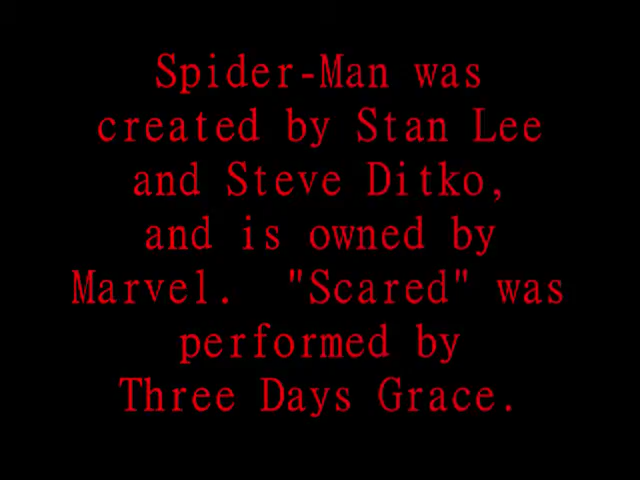 Spider-Man was
created by Stan Lee
and Steve Ditko,
and is owned by
Marvel.  "Scared" was
performed by
Three Days Grace.